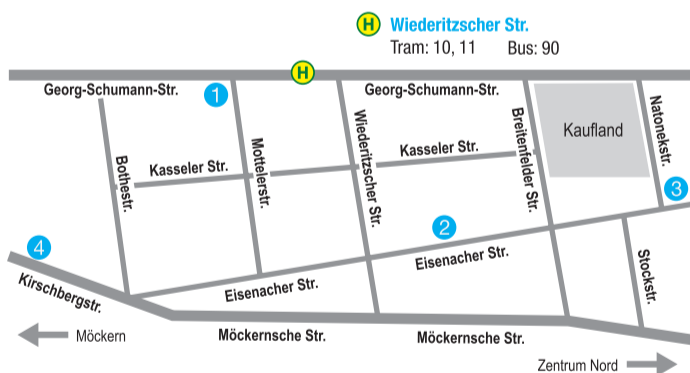 H Wiederitzscher Str.
Tram: 10, 11 Bus: 90
H
Georg-Schumann-Str.
Georg-Schumann-Str.
1
Bothestr.
Mottelerstr.
Wiederitzscher Str.
Breitenfelder Str.
Kaufland
Natonekstr.
Kasseler Str.
Kasseler Str.
3
2
4
Eisenacher Str.
Eisenacher Str.
Stockstr.
Kirschbergstr.
Möckernsche Str.
Möckernsche Str.
Möckern
Zentrum Nord